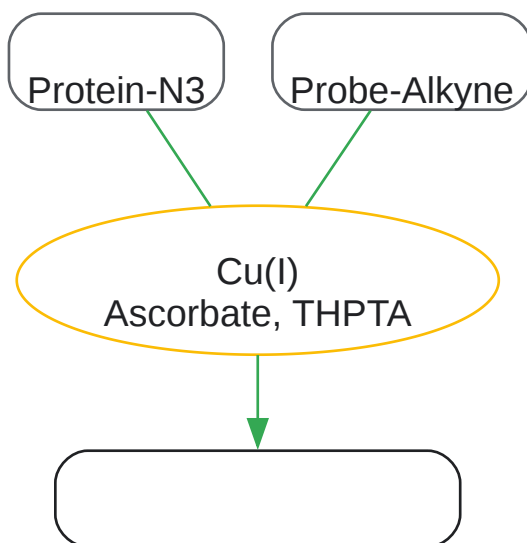 Protein-N3
Probe-Alkyne
Cu(I)
Ascorbate, THPTA